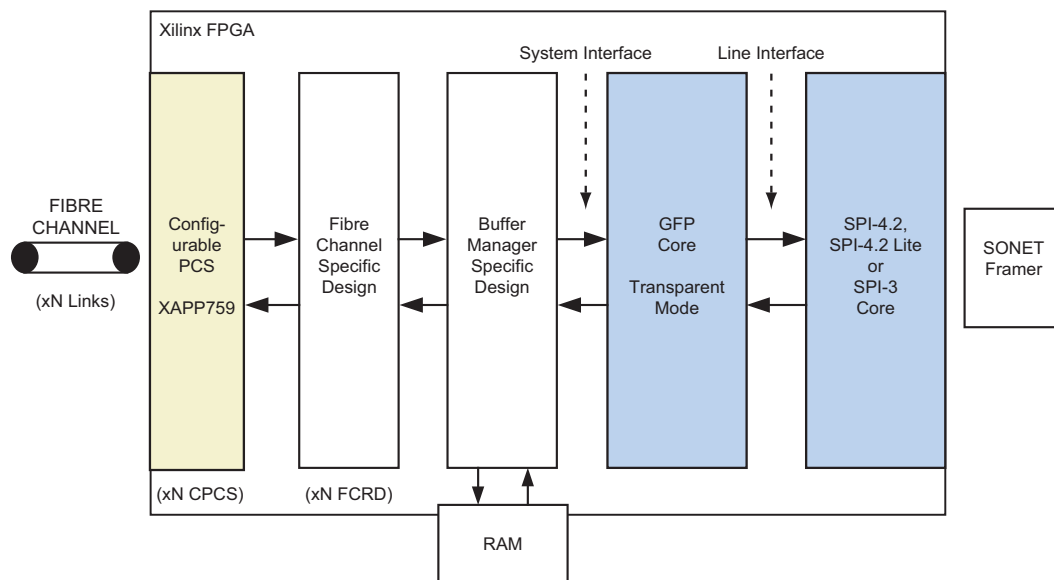 Xilinx FPGA
System Interface
Line Interface
FIBRE
CHANNEL
(xN Links)
Config-
urable
PCS
XAPP759
Fibre
Channel
Specific
Design
Buffer
Manager
Specific
Design
GFP
Core
Transparent
Mode
SPI-4.2,
SPI-4.2 Lite
or
SPI-3
Core
SONET
Framer
(xN CPCS)
(xN FCRD)
RAM